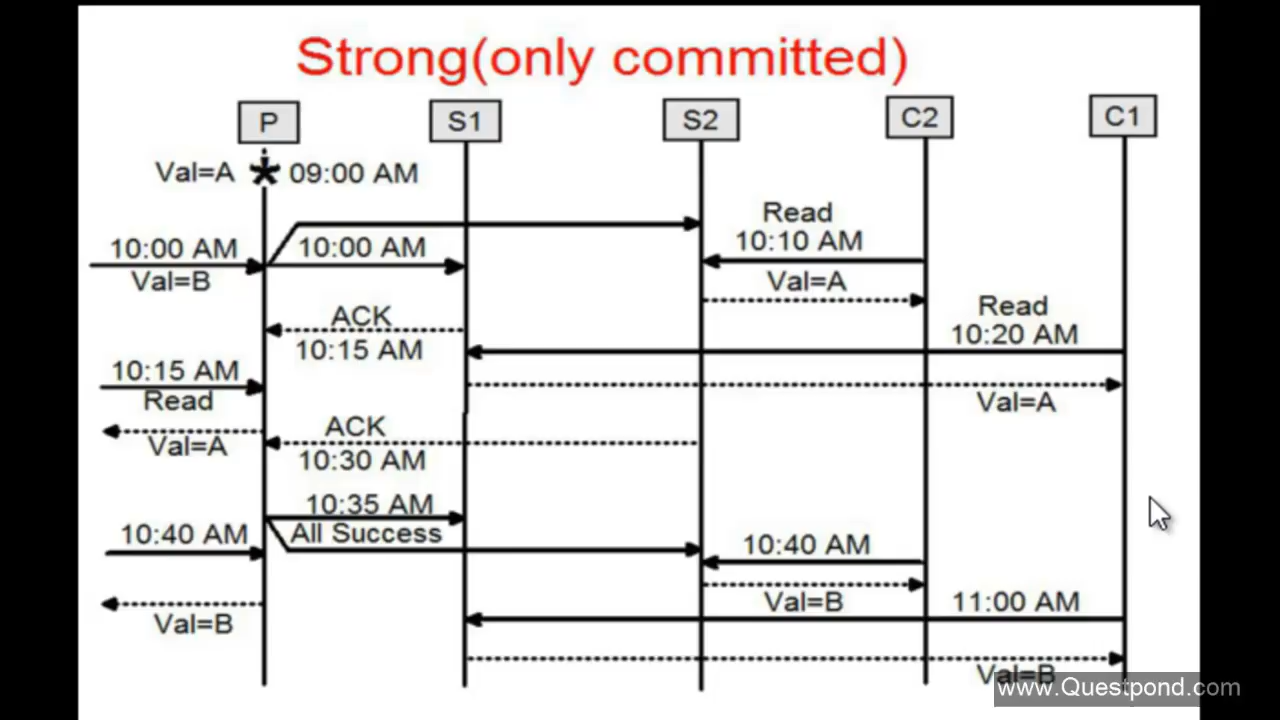 Strong(only committed)
P
S1
S2
C2
C1
Val=A
09:00 AM
Read
10:00 AM
10:00 AM
10:10 AM
Val=B
Val=A
Read
ACK
10:20 AM
10:15 AM
10:15 AM
Read
Val=A
ACK
Val=A
10:30 AM
10:35 AM
10:40 AM
All Success
10:40 AM
Val=B
11:00 AM
Val=B
Val=B
www.Questpond.com